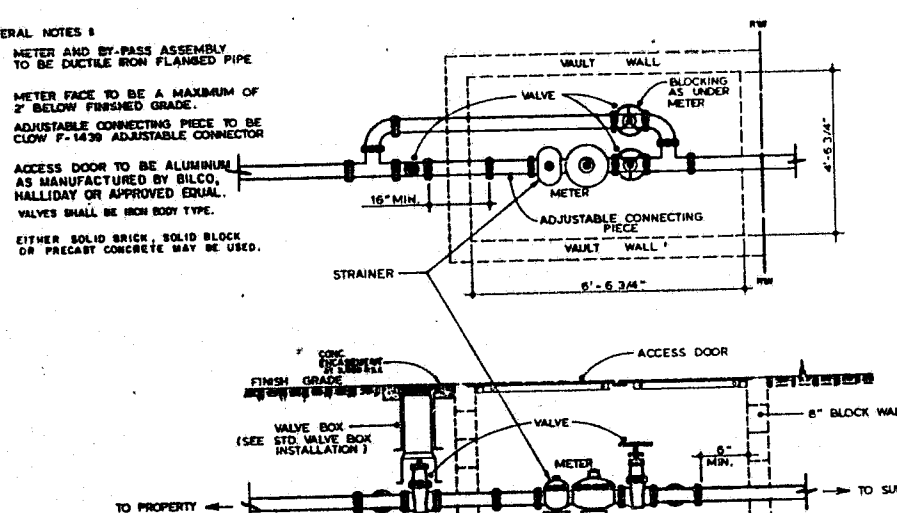 ERAL NOTES :
METER AND BY-PASS ASSEMBLY
TO BE DUCTILE IRON FLANGED PIPE
METER FACE TO BE A MAXIMUM OF
2' BELOW FINISHED GRADE.
ADJUSTABLE CONNECTING PIECE TO BE
CLOW F-1439 ADJUSTABLE CONNECTOR
ACCESS DOOR TO BE ALUMINUM
AS MANUFACTURED BY BILCO,
HALLIDAY OR APPROVED EQUAL.
VALVES SHALL BE IRON BODY TYPE.
EITHER SOLID BRICK, SOLID BLOCK
OR PRECAST CONCRETE MAY BE USED.
R/W
VAULT WALL
BLOCKING
AS UNDER
METER
VALVE
4'-6 3/4"
METER
16" MIN.
ADJUSTABLE CONNECTING
PIECE
VAULT WALL
STRAINER
6'-6 3/4"
R/W
CONC.
ENCASEMENT
ACCESS DOOR
FINISH GRADE
VALVE BOX
(SEE STD. VALVE BOX
INSTALLATION)
VALVE
8" BLOCK WA
METER
6"
MIN.
TO PROPERTY
TO SU